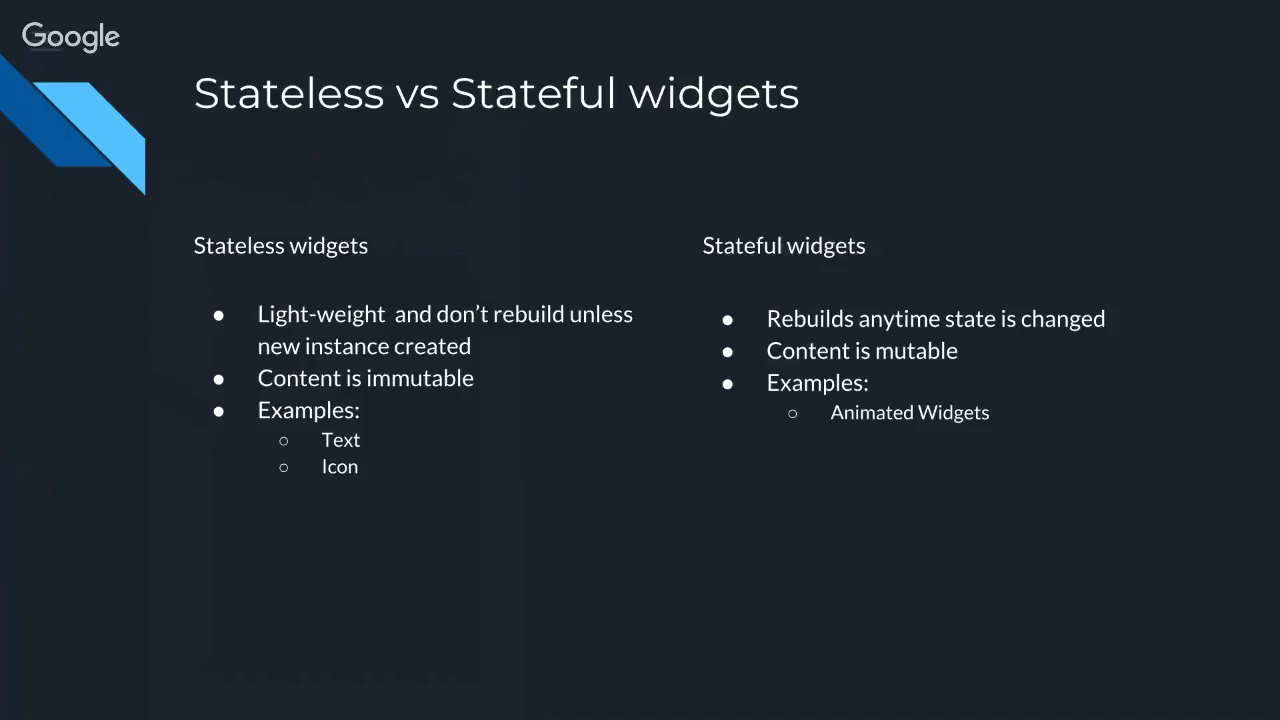 Google
Stateless vs Stateful widgets
Stateless widgets
● Light-weight and don't rebuild unless
new instance created
● Content is immutable
● Examples:
○ Text
○ Icon
Stateful widgets
● Rebuilds anytime state is changed
● Content is mutable
● Examples:
○ Animated Widgets